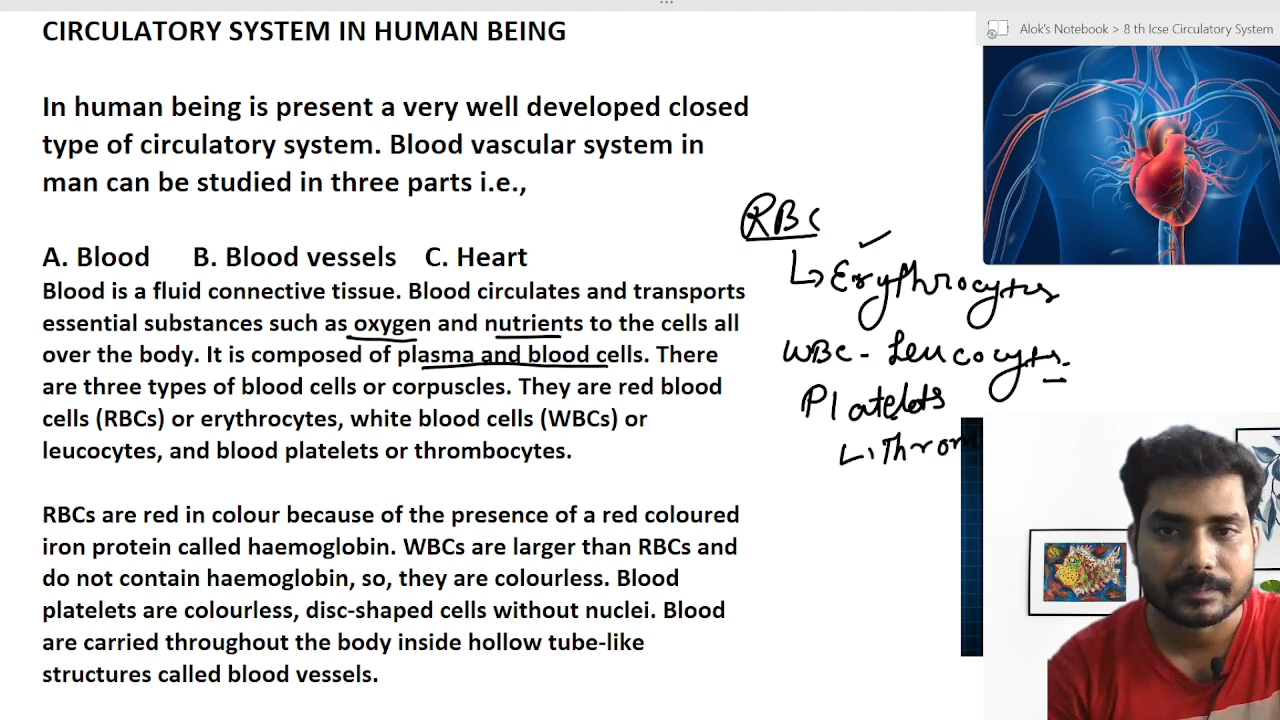 CIRCULATORY SYSTEM IN HUMAN BEING
Alok's Notebook > 8 th Icse Circulatory System
In human being is present a very well developed closed
type of circulatory system. Blood vascular system in
man can be studied in three parts i.e.,
A. Blood B. Blood vessels C. Heart
Blood is a fluid connective tissue. Blood circulates and transports
essential substances such as oxygen and nutrients to the cells all
over the body. It is composed of plasma and blood cells. There
are three types of blood cells or corpuscles. They are red blood
cells (RBCs) or erythrocytes, white blood cells (WBCs) or
leucocytes, and blood platelets or thrombocytes.
RBCs are red in colour because of the presence of a red coloured
iron protein called haemoglobin. WBCs are larger than RBCs and
do not contain haemoglobin, so, they are colourless. Blood
platelets are colourless, disc-shaped cells without nuclei. Blood
are carried throughout the body inside hollow tube-like
structures called blood vessels.
RBC
Erythrocytes
WBC - Leucocyts
Platelets
Throm